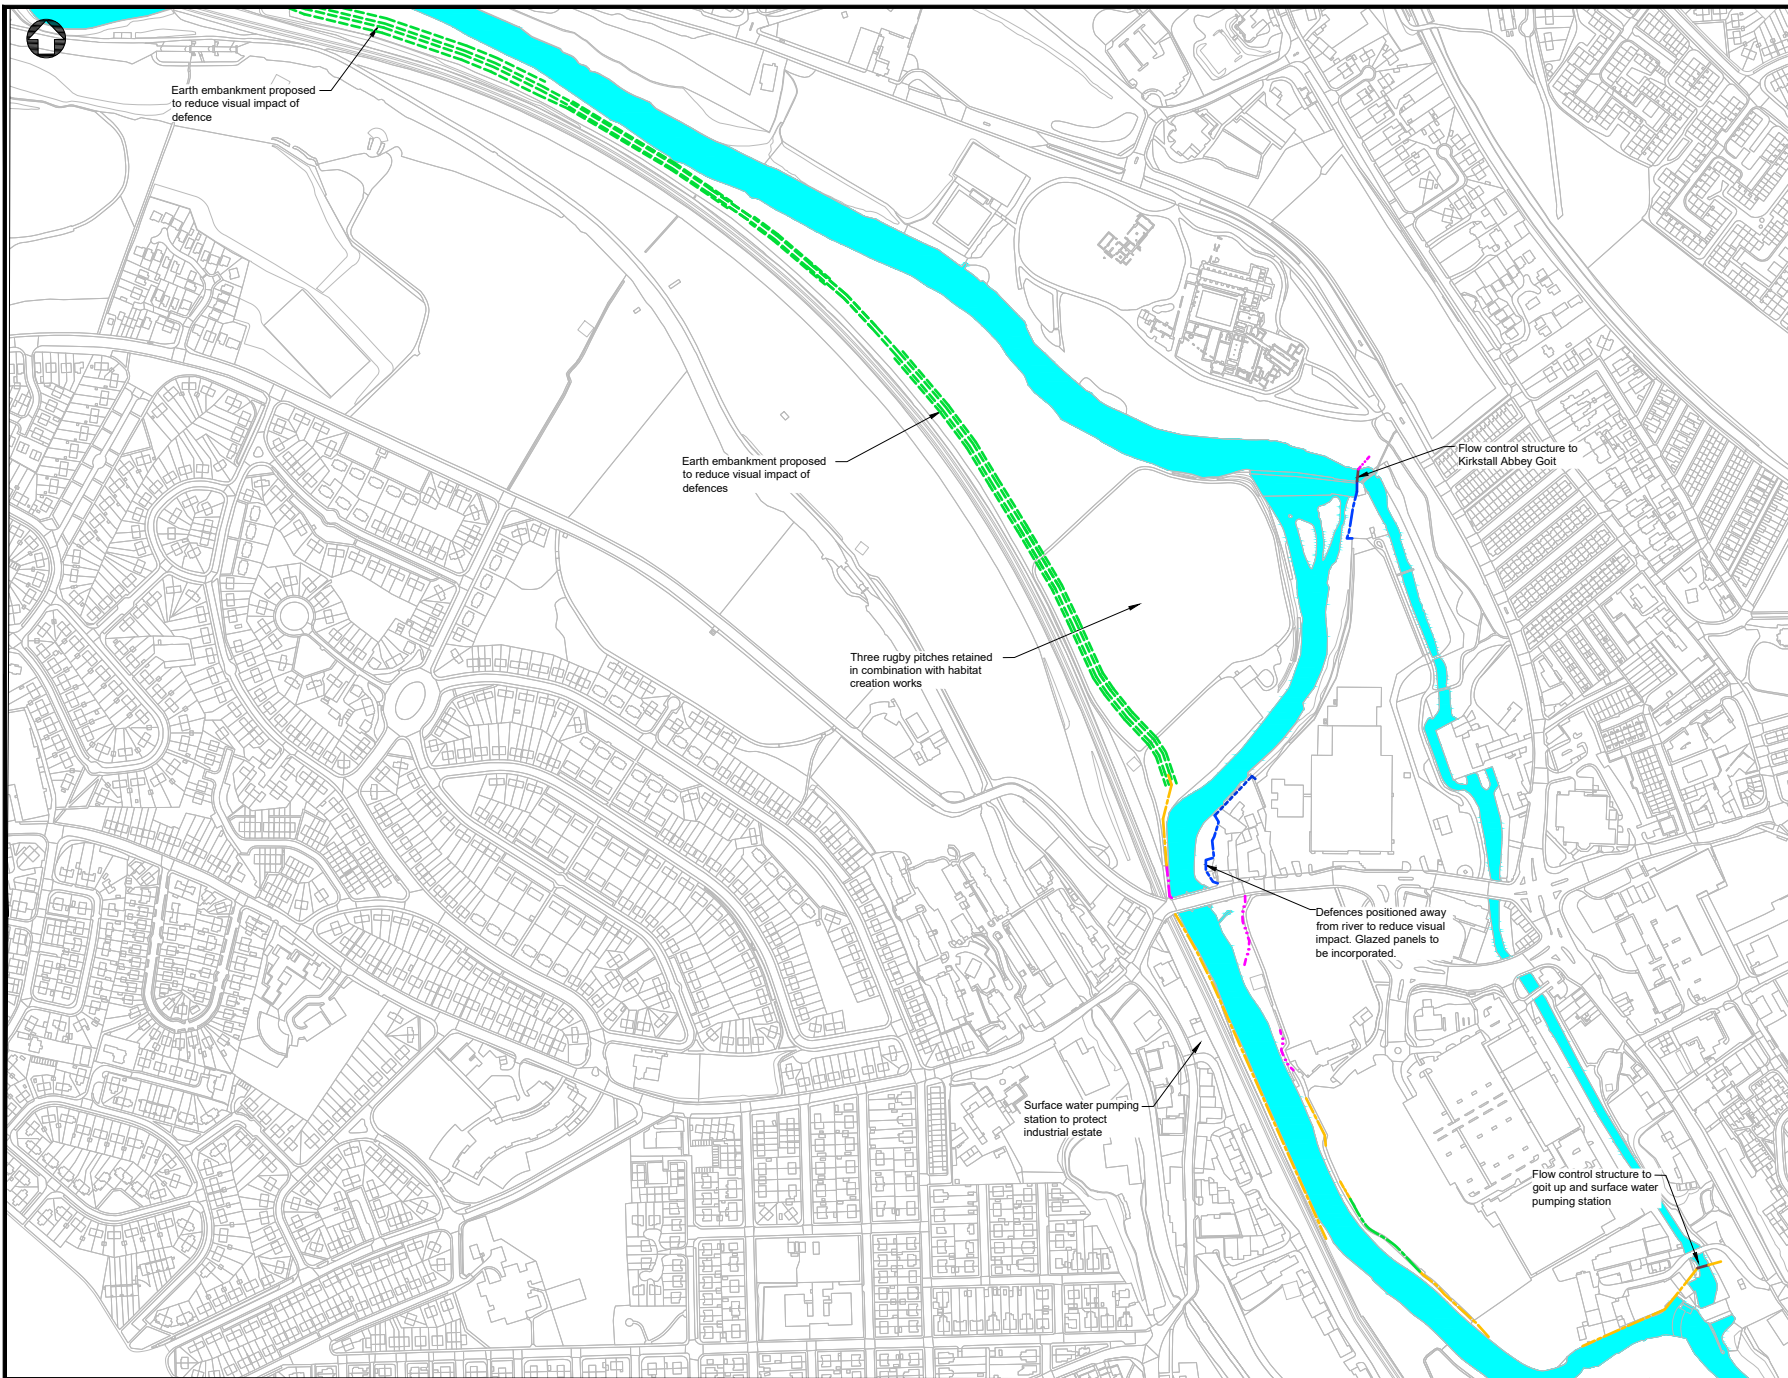 Earth embankment proposed
to reduce visual impact of
defence
Earth embankment proposed
to reduce visual impact of
defences
Flow control structure to
Kirkstall Abbey Goit
Three rugby pitches retained
in combination with habitat
creation works
Defences positioned away
from river to reduce visual
impact. Glazed panels to
be incorporated.
Surface water pumping
station to protect
industrial estate
Flow control structure to
goit up and surface water
pumping station